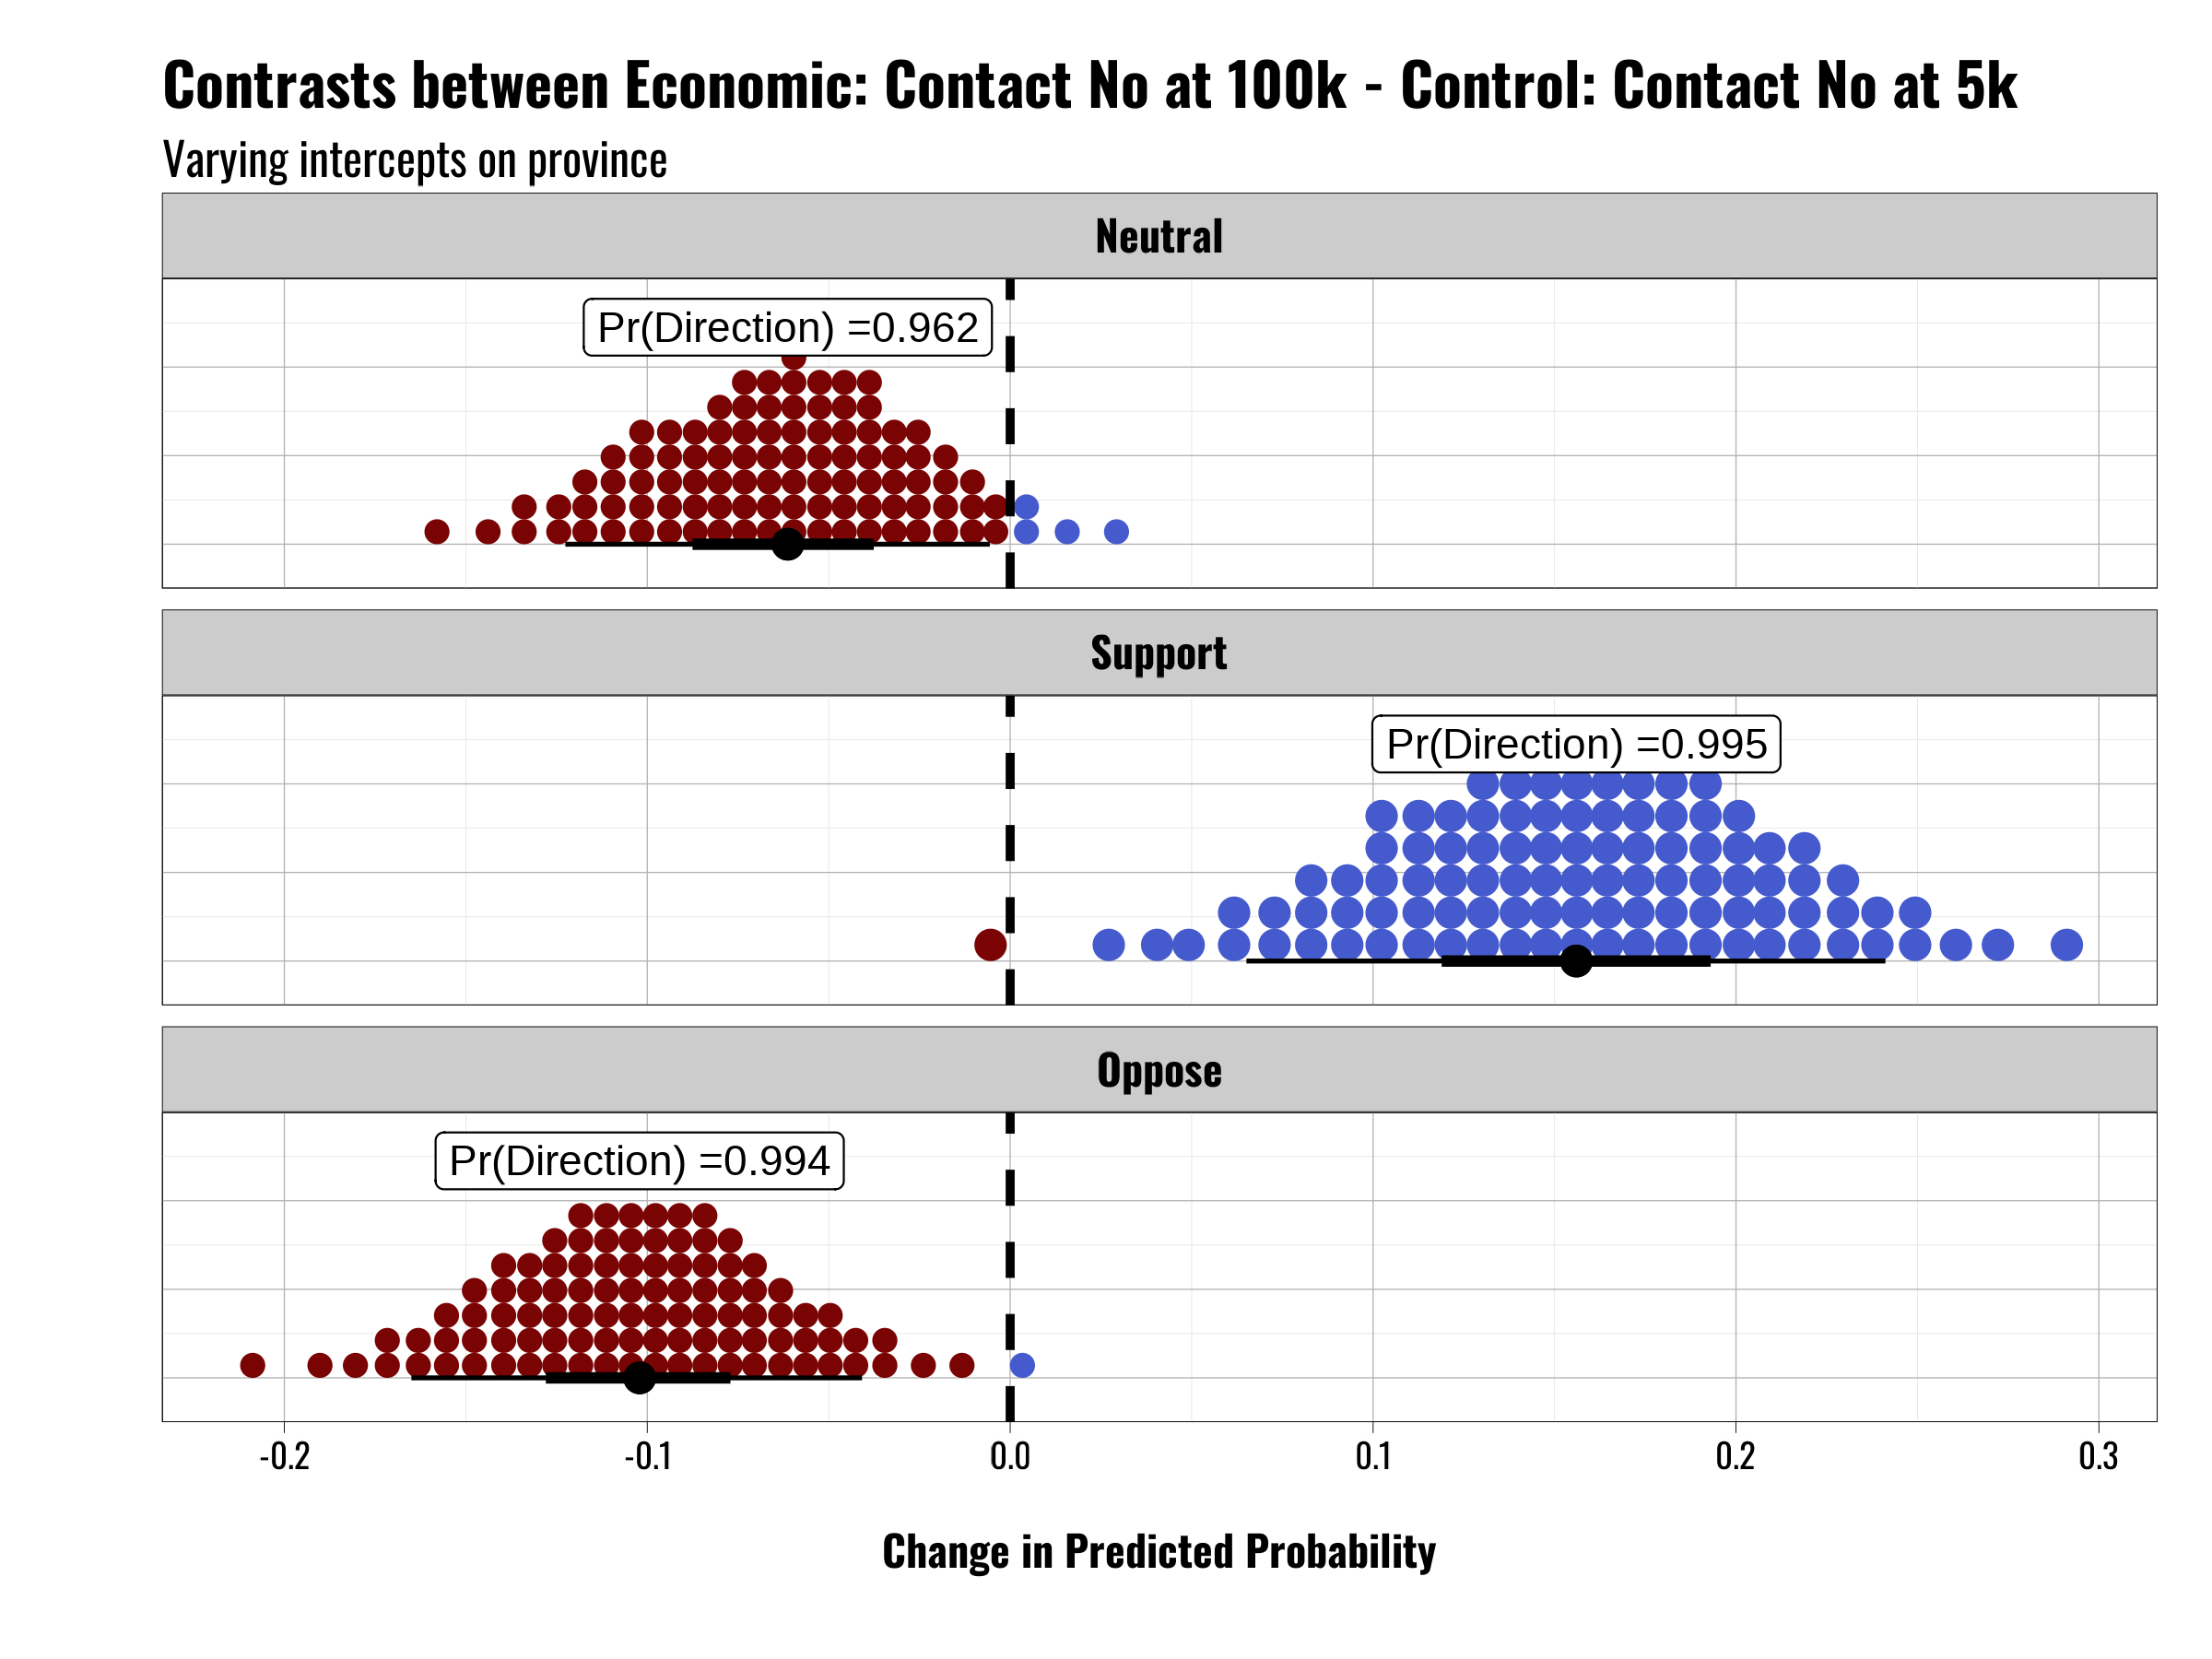 Contrasts between Economic: Contact No at 100k - Control: Contact No at 5k
Varying intercepts on province
Neutral
Pr(Direction) =0.962
Support
Pr(Direction) =0.995
Oppose
Pr(Direction) =0.994
-0.2 -0.1 0.0 0.1 0.2 0.3
Change in Predicted Probability